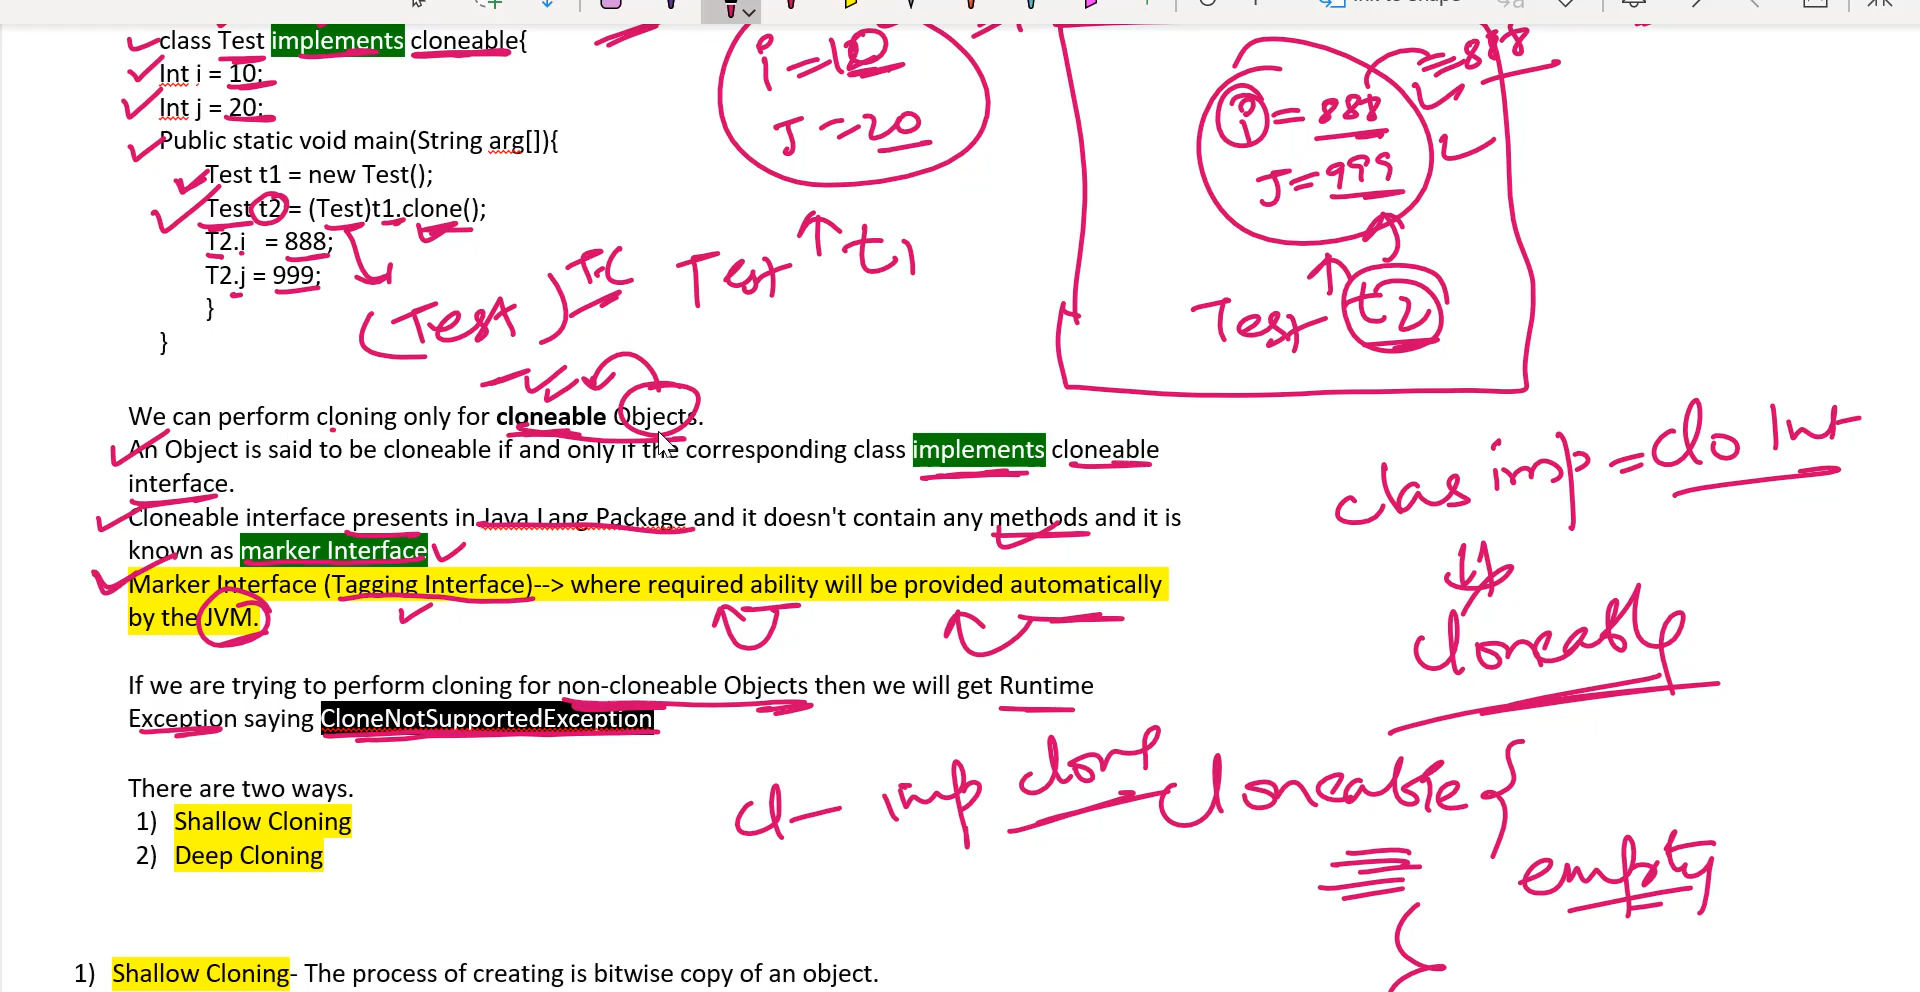 class Test implements cloneable{
Int i = 10;
Int j = 20;
Public static void main(String arg[]){
Test t1 = new Test();
Test t2 = (Test)t1.clone();
T2.i = 888;
T2.j = 999;
}
}
i = 10
J = 20
Test t1
(Test) T.C
= 888
i = 888
J = 999
Test t2
We can perform cloning only for cloneable Objects.
An Object is said to be cloneable if and only if the corresponding class implements cloneable
interface.
Cloneable interface presents in Java Lang Package and it doesn't contain any methods and it is
known as marker Interface
Marker Interface (Tagging Interface)--> where required ability will be provided automatically
by the JVM.
clas imp = clo Int
cloneable
If we are trying to perform cloning for non-cloneable Objects then we will get Runtime
Exception saying CloneNotSupportedException
cl- imp clone
cloneable {
empty
}
There are two ways.
1) Shallow Cloning
2) Deep Cloning
1) Shallow Cloning- The process of creating is bitwise copy of an object.